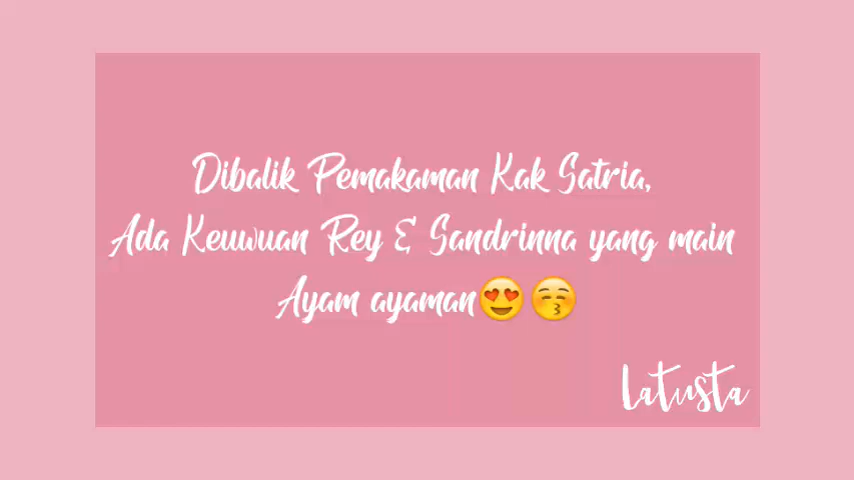 Dibalik Pemakaman Kak Satria,
Ada Keuwuan Rey & Sandrinna yang main
Ayam ayaman😍😚
Latusta